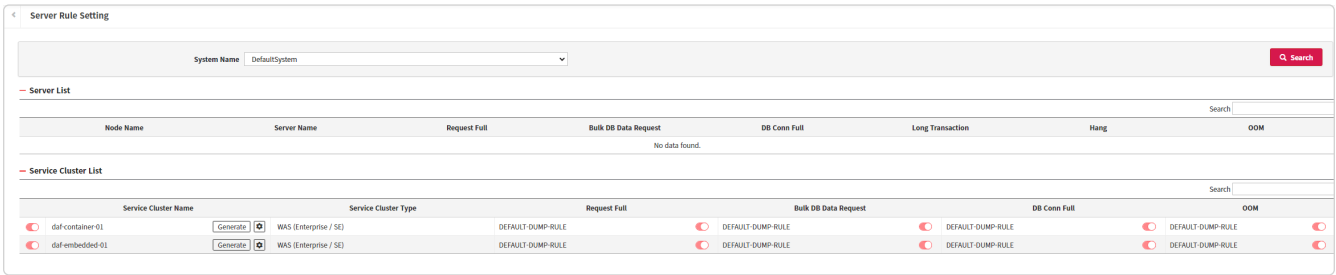 Server Rule Setting
System Name DefaultSystem Search
Server List
Search
Node Name Server Name Request Full Bulk DB Data Request DB Conn Full Long Transaction Hang OOM
No data found.
Service Cluster List
Search
Service Cluster Name Service Cluster Type Request Full Bulk DB Data Request DB Conn Full OOM
daf-container-01 Generate WAS (Enterprise / SE) DEFAULT-DUMP-RULE DEFAULT-DUMP-RULE DEFAULT-DUMP-RULE DEFAULT-DUMP-RULE
daf-embedded-01 Generate WAS (Enterprise / SE) DEFAULT-DUMP-RULE DEFAULT-DUMP-RULE DEFAULT-DUMP-RULE DEFAULT-DUMP-RULE